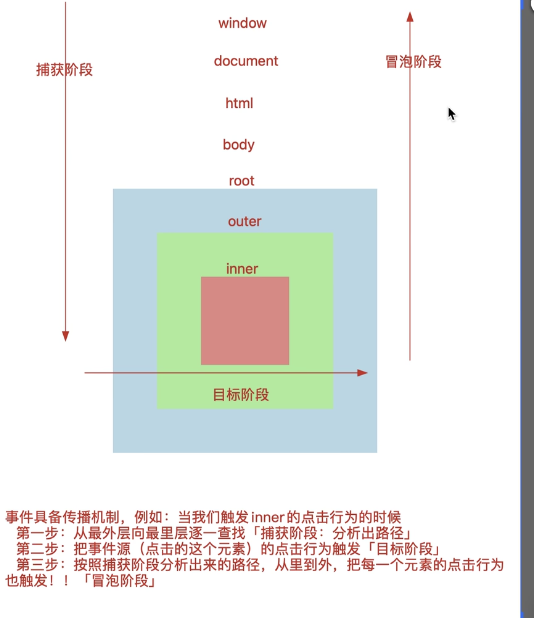 window
捕获阶段
document
冒泡阶段
html
body
root
outer
inner
目标阶段
事件具备传播机制，例如：当我们触发inner的点击行为的时候
第一步：从最外层向最里层逐一查找「捕获阶段：分析出路径」
第二步：把事件源（点击的这个元素）的点击行为触发「目标阶段」
第三步：按照捕获阶段分析出来的路径，从里到外，把每一个元素的点击行为
也触发！！「冒泡阶段」